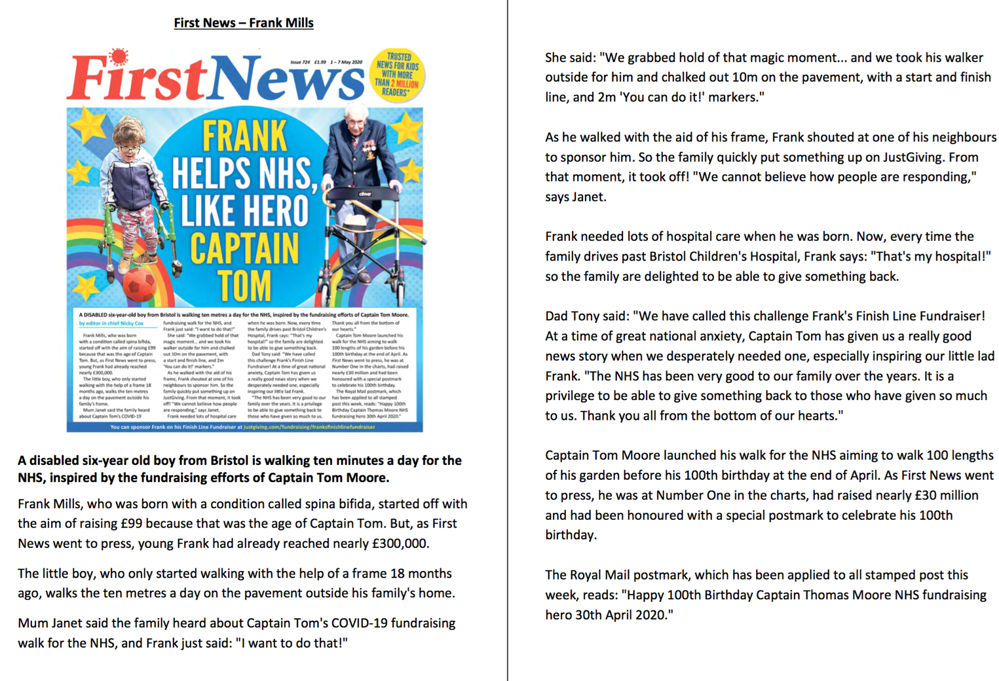 First News – Frank Mills
FirstNews
Issue 724 £1.99 1 – 7 May 2020
TRUSTED
NEWS FOR KIDS
WITH MORE
THAN 2 MILLION
READERS*
FRANK
HELPS NHS,
LIKE HERO
CAPTAIN
TOM
drive
A DISABLED six-year-old boy from Bristol is walking ten metres a day for the NHS, inspired by the fundraising efforts of Captain Tom Moore.
by editor in chief Nicky Cox
Frank Mills, who was born
with a condition called spina bifida,
started off with the aim of raising £99
because that was the age of Captain
Tom. But, as First News went to press,
young Frank had already reached
nearly £300,000.
The little boy, who only started
walking with the help of a frame 18
months ago, walks the ten metres
a day on the pavement outside his
family's home.
Mum Janet said the family heard
about Captain Tom's COVID-19
fundraising walk for the NHS, and
Frank just said: "I want to do that!"
She said: "We grabbed hold of that
magic moment... and we took his
walker outside for him and chalked
out 10m on the pavement, with
a start and finish line, and 2m
'You can do it!' markers."
As he walked with the aid of his
frame, Frank shouted at one of his
neighbours to sponsor him. So the
family quickly put something up on
JustGiving. From that moment, it took
off! "We cannot believe how people
are responding," says Janet.
Frank needed lots of hospital care
when he was born. Now, every time
the family drives past Bristol Children's
Hospital, Frank says: "That's my
hospital!" so the family are delighted
to be able to give something back.
Dad Tony said: "We have called
this challenge Frank's Finish Line
Fundraiser! At a time of great national
anxiety, Captain Tom has given us
a really good news story when we
desperately needed one, especially
inspiring our little lad Frank.
"The NHS has been very good to our
family over the years. It is a privilege
to be able to give something back to
those who have given so much to us.
Thank you all from the bottom of
our hearts."
Captain Tom Moore launched his
walk for the NHS aiming to walk
100 lengths of his garden before his
100th birthday at the end of April. As
First News went to press, he was at
Number One in the charts, had raised
nearly £30 million and had been
honoured with a special postmark
to celebrate his 100th birthday.
The Royal Mail postmark, which
has been applied to all stamped
post this week, reads: "Happy 100th
Birthday Captain Thomas Moore NHS
fundraising hero 30th April 2020."
You can sponsor Frank on his Finish Line Fundraiser at justgiving.com/fundraising/franksfinishlinefundraiser
A disabled six-year old boy from Bristol is walking ten minutes a day for the
NHS, inspired by the fundraising efforts of Captain Tom Moore.
Frank Mills, who was born with a condition called spina bifida, started off with
the aim of raising £99 because that was the age of Captain Tom. But, as First
News went to press, young Frank had already reached nearly £300,000.
The little boy, who only started walking with the help of a frame 18 months
ago, walks the ten metres a day on the pavement outside his family's home.
Mum Janet said the family heard about Captain Tom's COVID-19 fundraising
walk for the NHS, and Frank just said: "I want to do that!"
She said: "We grabbed hold of that magic moment... and we took his walker
outside for him and chalked out 10m on the pavement, with a start and finish
line, and 2m 'You can do it!' markers."
As he walked with the aid of his frame, Frank shouted at one of his neighbours
to sponsor him. So the family quickly put something up on JustGiving. From
that moment, it took off! "We cannot believe how people are responding,"
says Janet.
Frank needed lots of hospital care when he was born. Now, every time the
family drives past Bristol Children's Hospital, Frank says: "That's my hospital!"
so the family are delighted to be able to give something back.
Dad Tony said: "We have called this challenge Frank's Finish Line Fundraiser!
At a time of great national anxiety, Captain Tom has given us a really good
news story when we desperately needed one, especially inspiring our little lad
Frank. "The NHS has been very good to our family over the years. It is a
privilege to be able to give something back to those who have given so much
to us. Thank you all from the bottom of our hearts."
Captain Tom Moore launched his walk for the NHS aiming to walk 100 lengths
of his garden before his 100th birthday at the end of April. As First News went
to press, he was at Number One in the charts, had raised nearly £30 million
and had been honoured with a special postmark to celebrate his 100th
birthday.
The Royal Mail postmark, which has been applied to all stamped post this
week, reads: "Happy 100th Birthday Captain Thomas Moore NHS fundraising
hero 30th April 2020."